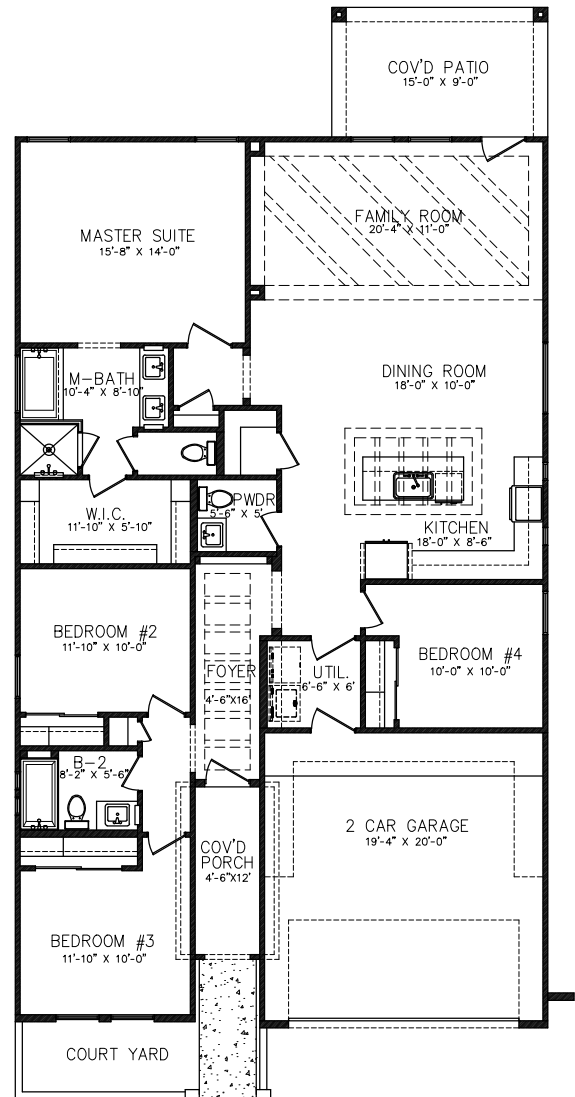 COV'D PATIO
15'-0" X 9'-0"
FAMILY ROOM
20'-4" X 11'-0"
MASTER SUITE
15'-8" X 14'-0"
M-BATH
10'-4" X 8'-10"
DINING ROOM
18'-0" X 10'-0"
W.I.C.
11'-10" X 5'-10"
PWDR
5'-6" X 5'
KITCHEN
18'-0" X 8'-6"
BEDROOM #2
11'-10" X 10'-0"
FOYER
4'-6"X16'
UTIL.
6'-6" X 6'
BEDROOM #4
10'-0" X 10'-0"
B-2
8'-2" X 5'-6"
2 CAR GARAGE
19'-4" X 20'-0"
COV'D
PORCH
4'-6"X12'
BEDROOM #3
11'-10" X 10'-0"
COURT YARD